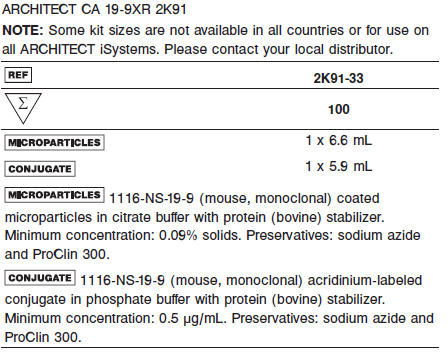 ARCHITECT CA 19-9XR 2K91
NOTE: Some kit sizes are not available in all countries or for use on
all ARCHITECT iSystems. Please contact your local distributor.
REF 2K91-33
Σ 100
MICROPARTICLES 1 x 6.6 mL
CONJUGATE 1 x 5.9 mL
MICROPARTICLES 1116-NS-19-9 (mouse, monoclonal) coated
microparticles in citrate buffer with protein (bovine) stabilizer.
Minimum concentration: 0.09% solids. Preservatives: sodium azide
and ProClin 300.
CONJUGATE 1116-NS-19-9 (mouse, monoclonal) acridinium-labeled
conjugate in phosphate buffer with protein (bovine) stabilizer.
Minimum concentration: 0.5 µg/mL. Preservatives: sodium azide and
ProClin 300.